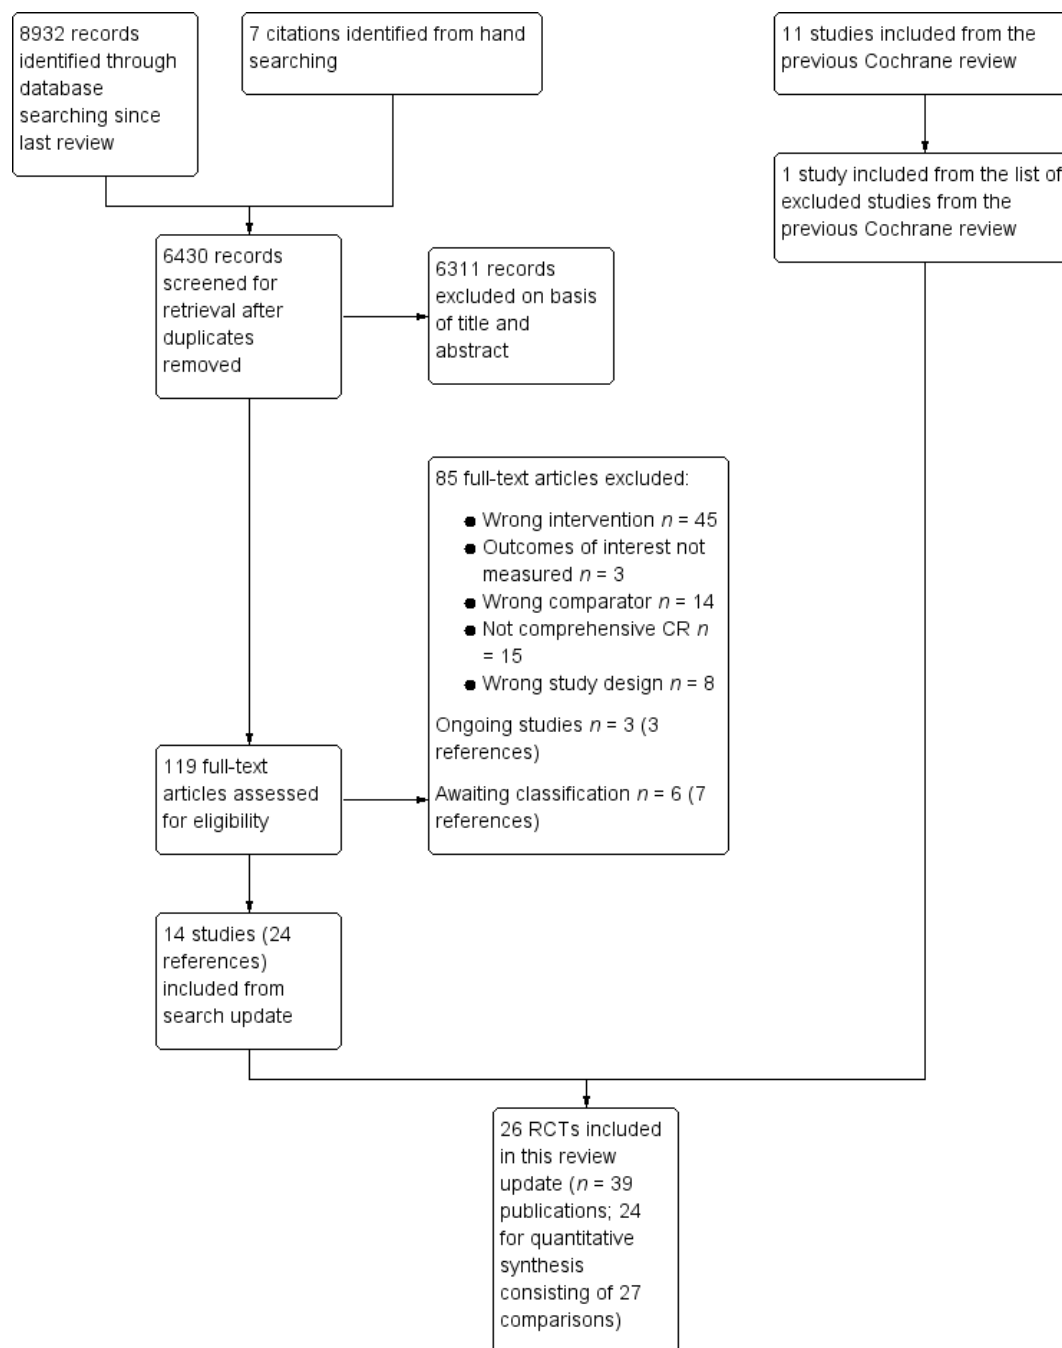 8932 records
identified through
database
searching since
last review
7 citations identified from hand
searching
11 studies included from the
previous Cochrane review
1 study included from the list of
excluded studies from the
previous Cochrane review
6430 records
screened for
retrieval after
duplicates
removed
6311 records
excluded on basis
of title and
abstract
85 full-text articles excluded:
● Wrong intervention n = 45
● Outcomes of interest not
measured n = 3
● Wrong comparator n = 14
● Not comprehensive CR n
= 15
● Wrong study design n = 8
Ongoing studies n = 3 (3
references)
Awaiting classification n = 6 (7
references)
119 full-text
articles assessed
for eligibility
14 studies (24
references)
included from
search update
26 RCTs included
in this review
update (n = 39
publications; 24
for quantitative
synthesis
consisting of 27
comparisons)